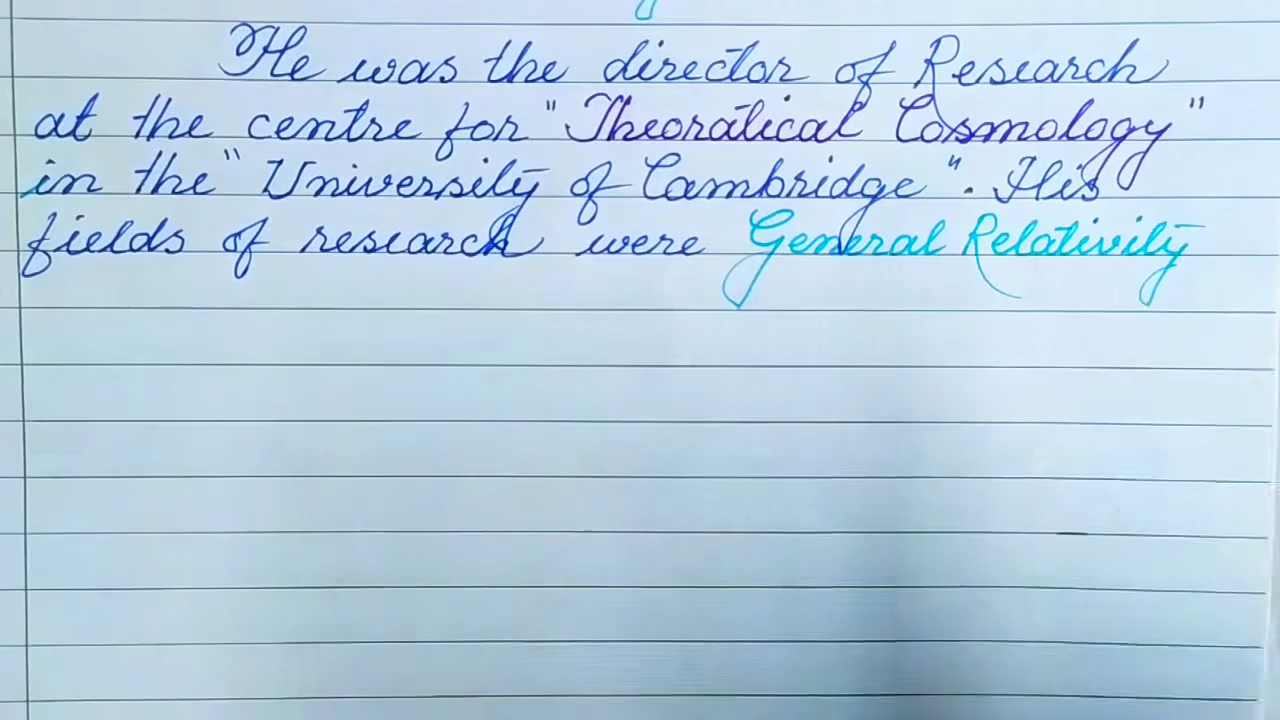 He was the director of Research
at the centre for "Theoratical Cosmology"
in the "University of Cambridge". His
fields of research were General Relativity